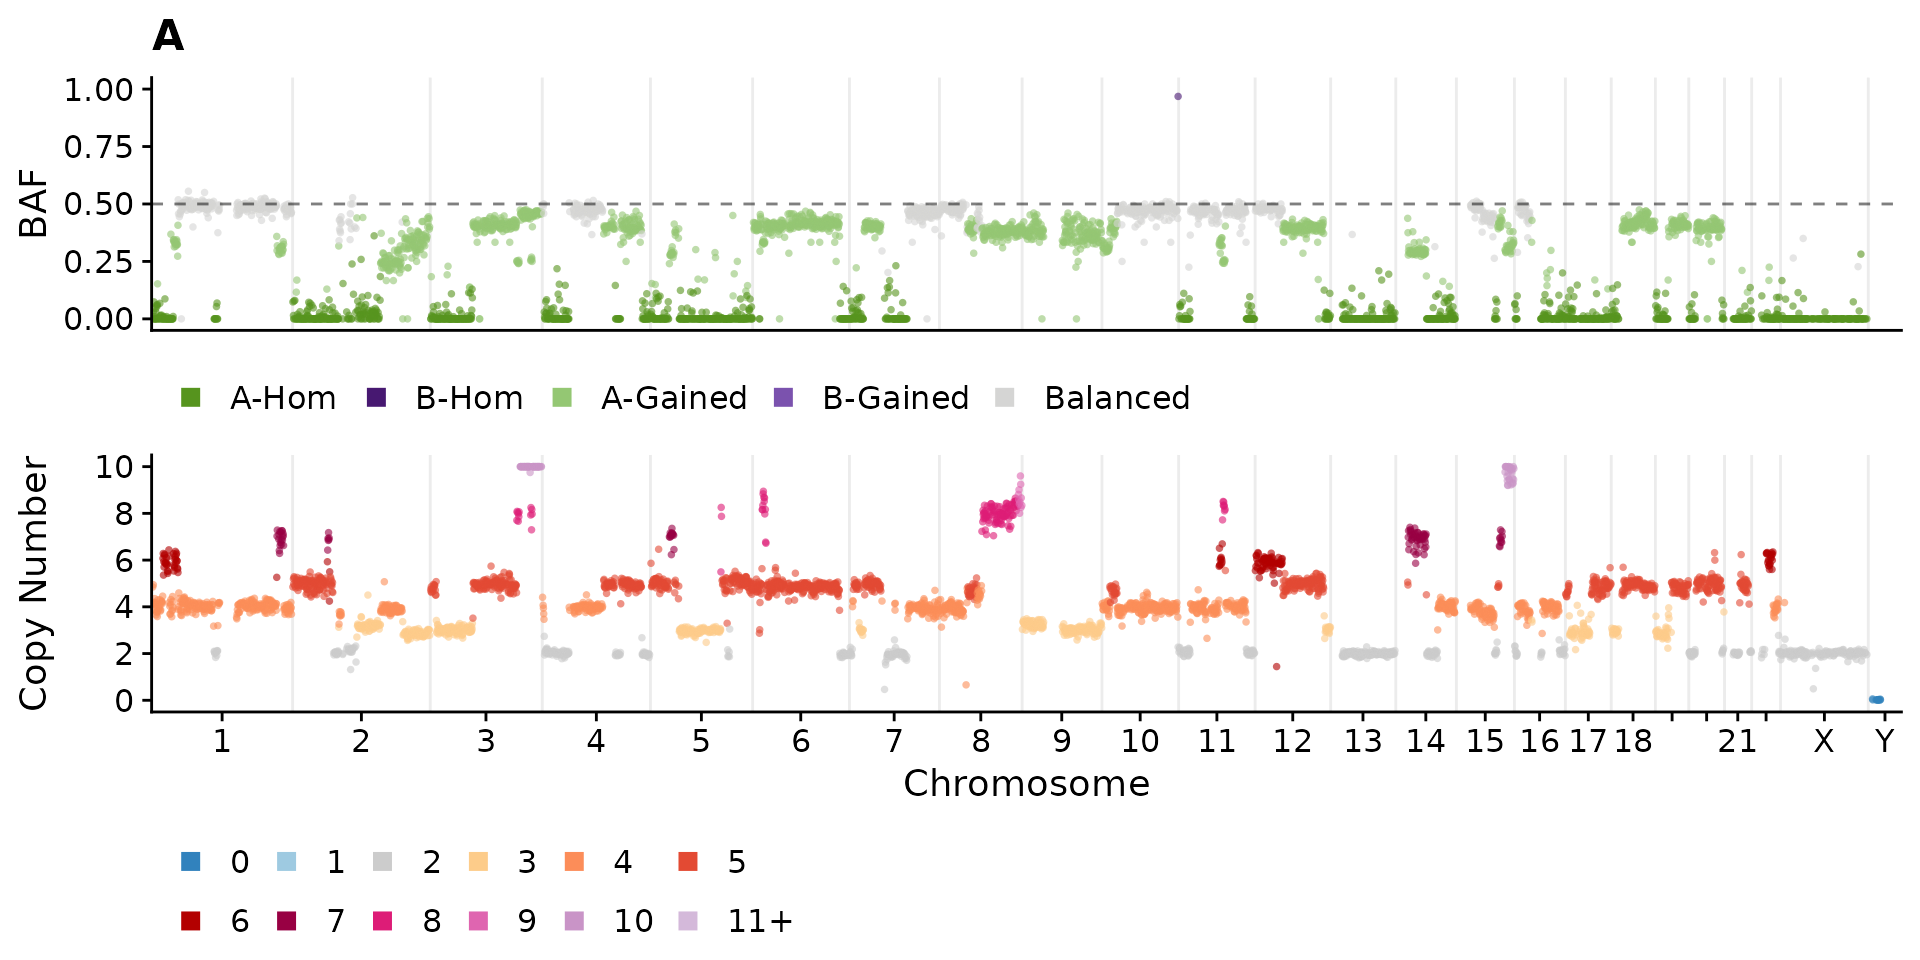 A
BAF
1.00
0.75
0.50
0.25
0.00
A-Hom B-Hom A-Gained B-Gained Balanced
Copy Number
10
8
6
4
2
0
1 2 3 4 5 6 7 8 9 10 11 12 13 14 15 16 17 18 21 X Y
Chromosome
0 1 2 3 4 5
6 7 8 9 10 11+